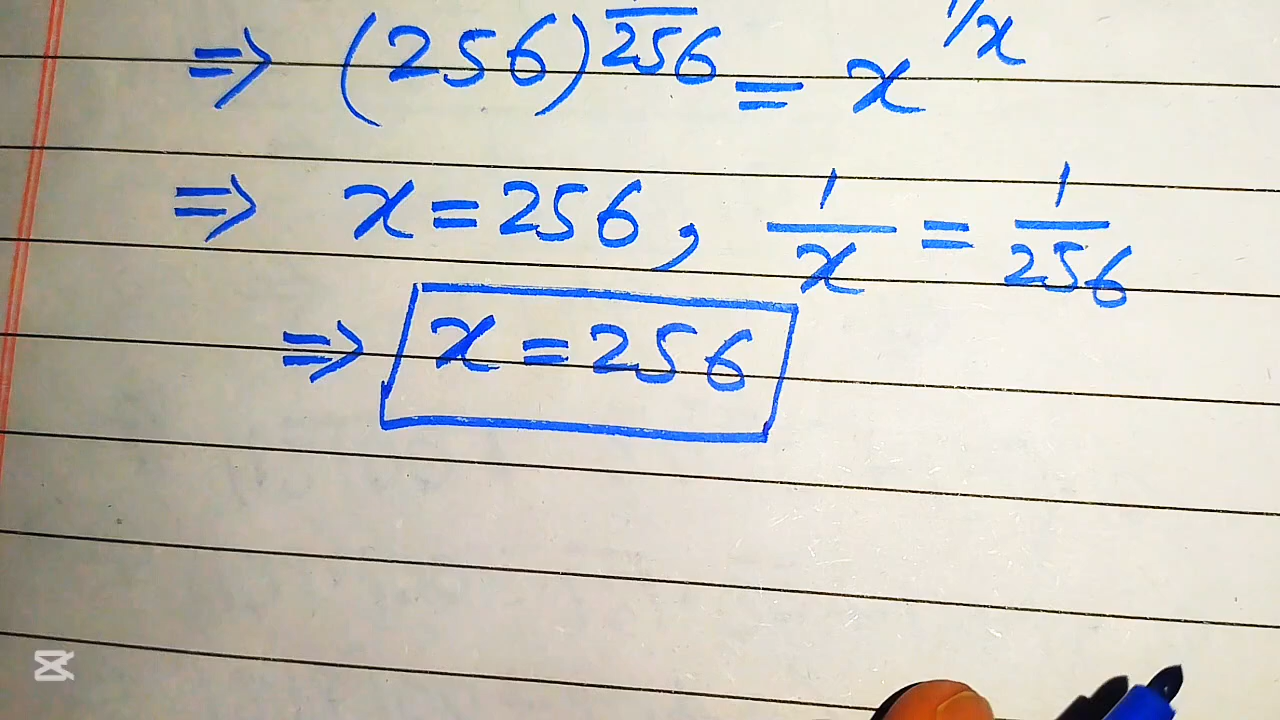 ⇒ (256)^(1/256) = x^(1/x)
⇒ x = 256 , 1/x = 1/256
⇒ x = 256